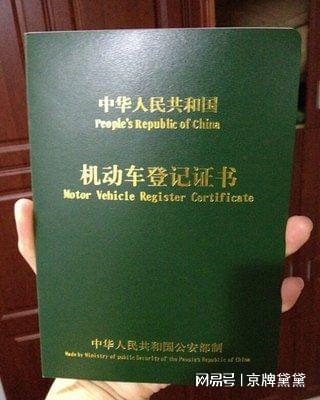 中华人民共和国
People's Republic of China
机动车登记证书
Motor Vehicle Register Certificate
中华人民共和国公安部制
Made by Ministry of public Security of the People's Republic of China
网易号 | 京牌黛黛